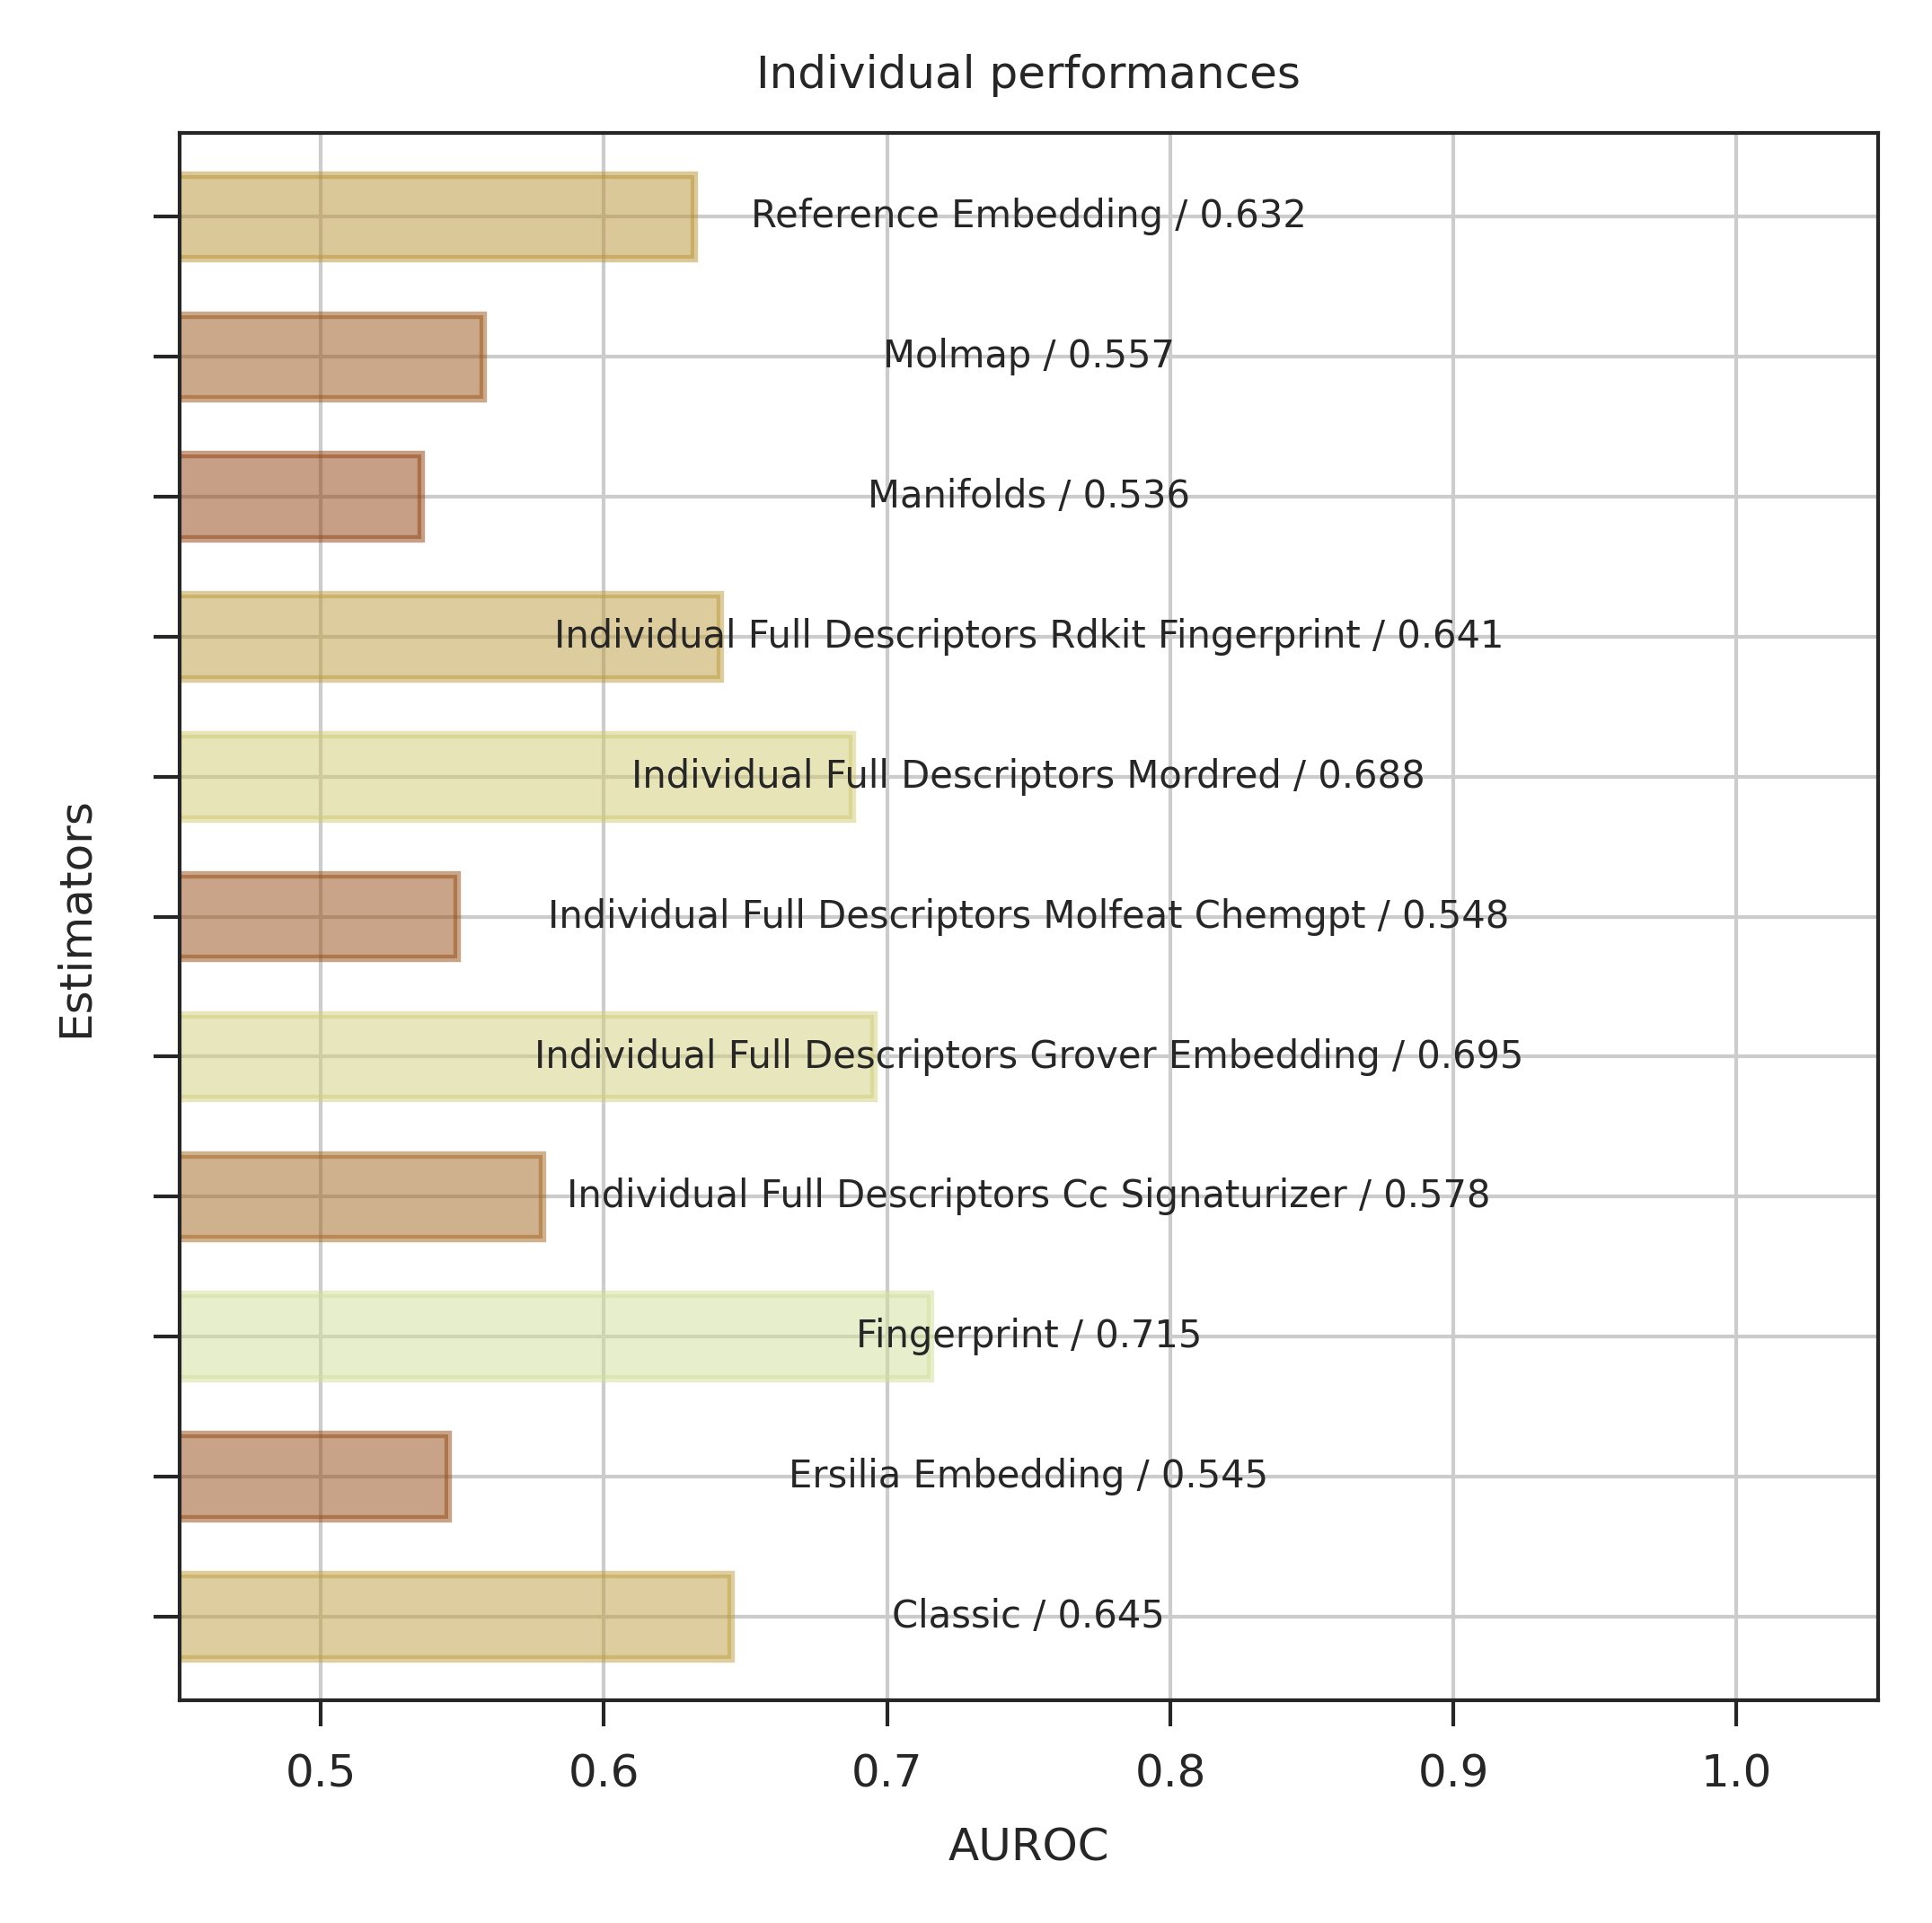 Individual performances
Reference Embedding / 0.632
Molmap / 0.557
Manifolds / 0.536
Individual Full Descriptors Rdkit Fingerprint / 0.641
Individual Full Descriptors Mordred / 0.688
Individual Full Descriptors Molfeat Chemgpt / 0.548
Individual Full Descriptors Grover Embedding / 0.695
Individual Full Descriptors Cc Signaturizer / 0.578
Fingerprint / 0.715
Ersilia Embedding / 0.545
Classic / 0.645
Estimators
0.5 0.6 0.7 0.8 0.9 1.0
AUROC